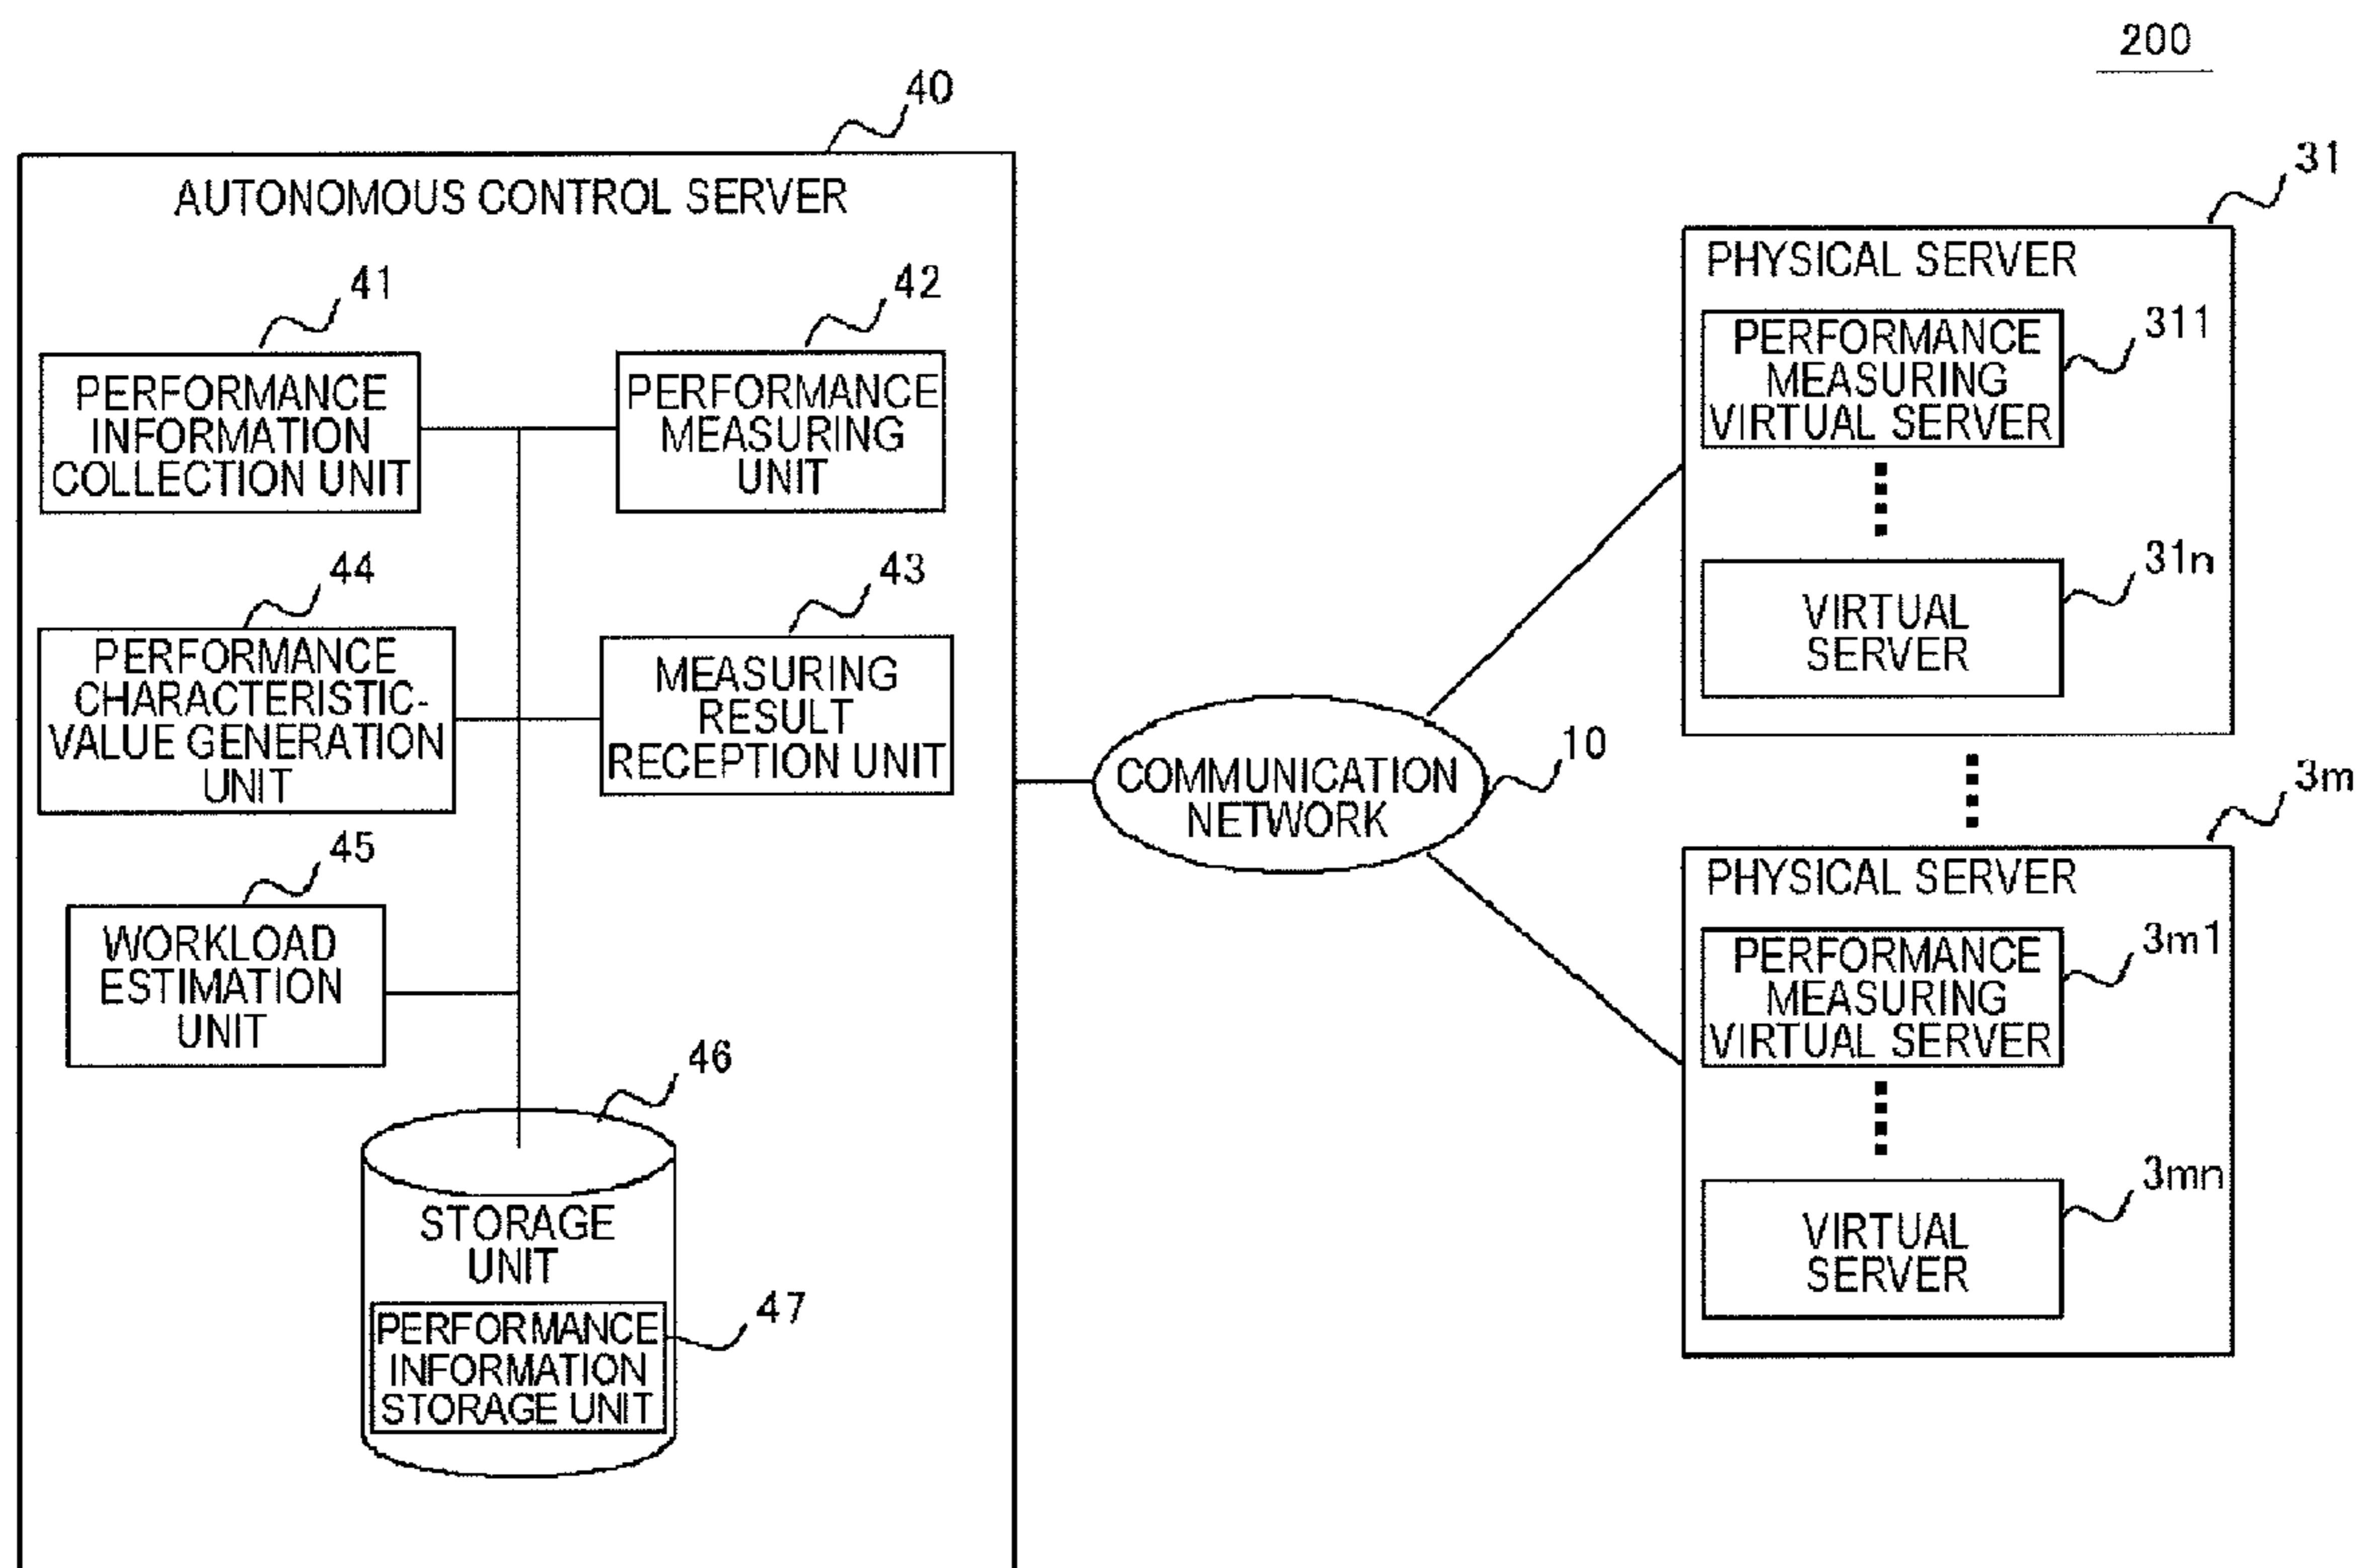 200
40
AUTONOMOUS CONTROL SERVER
41
PERFORMANCE
INFORMATION
COLLECTION UNIT
42
PERFORMANCE
MEASURING
UNIT
44
PERFORMANCE
CHARACTERISTIC-
VALUE GENERATION
UNIT
43
MEASURING
RESULT
RECEPTION UNIT
45
WORKLOAD
ESTIMATION
UNIT
46
STORAGE
UNIT
47
PERFORMANCE
INFORMATION
STORAGE UNIT
10
COMMUNICATION
NETWORK
31
PHYSICAL SERVER
311
PERFORMANCE
MEASURING
VIRTUAL SERVER
31n
VIRTUAL
SERVER
3m
PHYSICAL SERVER
3m1
PERFORMANCE
MEASURING
VIRTUAL SERVER
3mn
VIRTUAL
SERVER